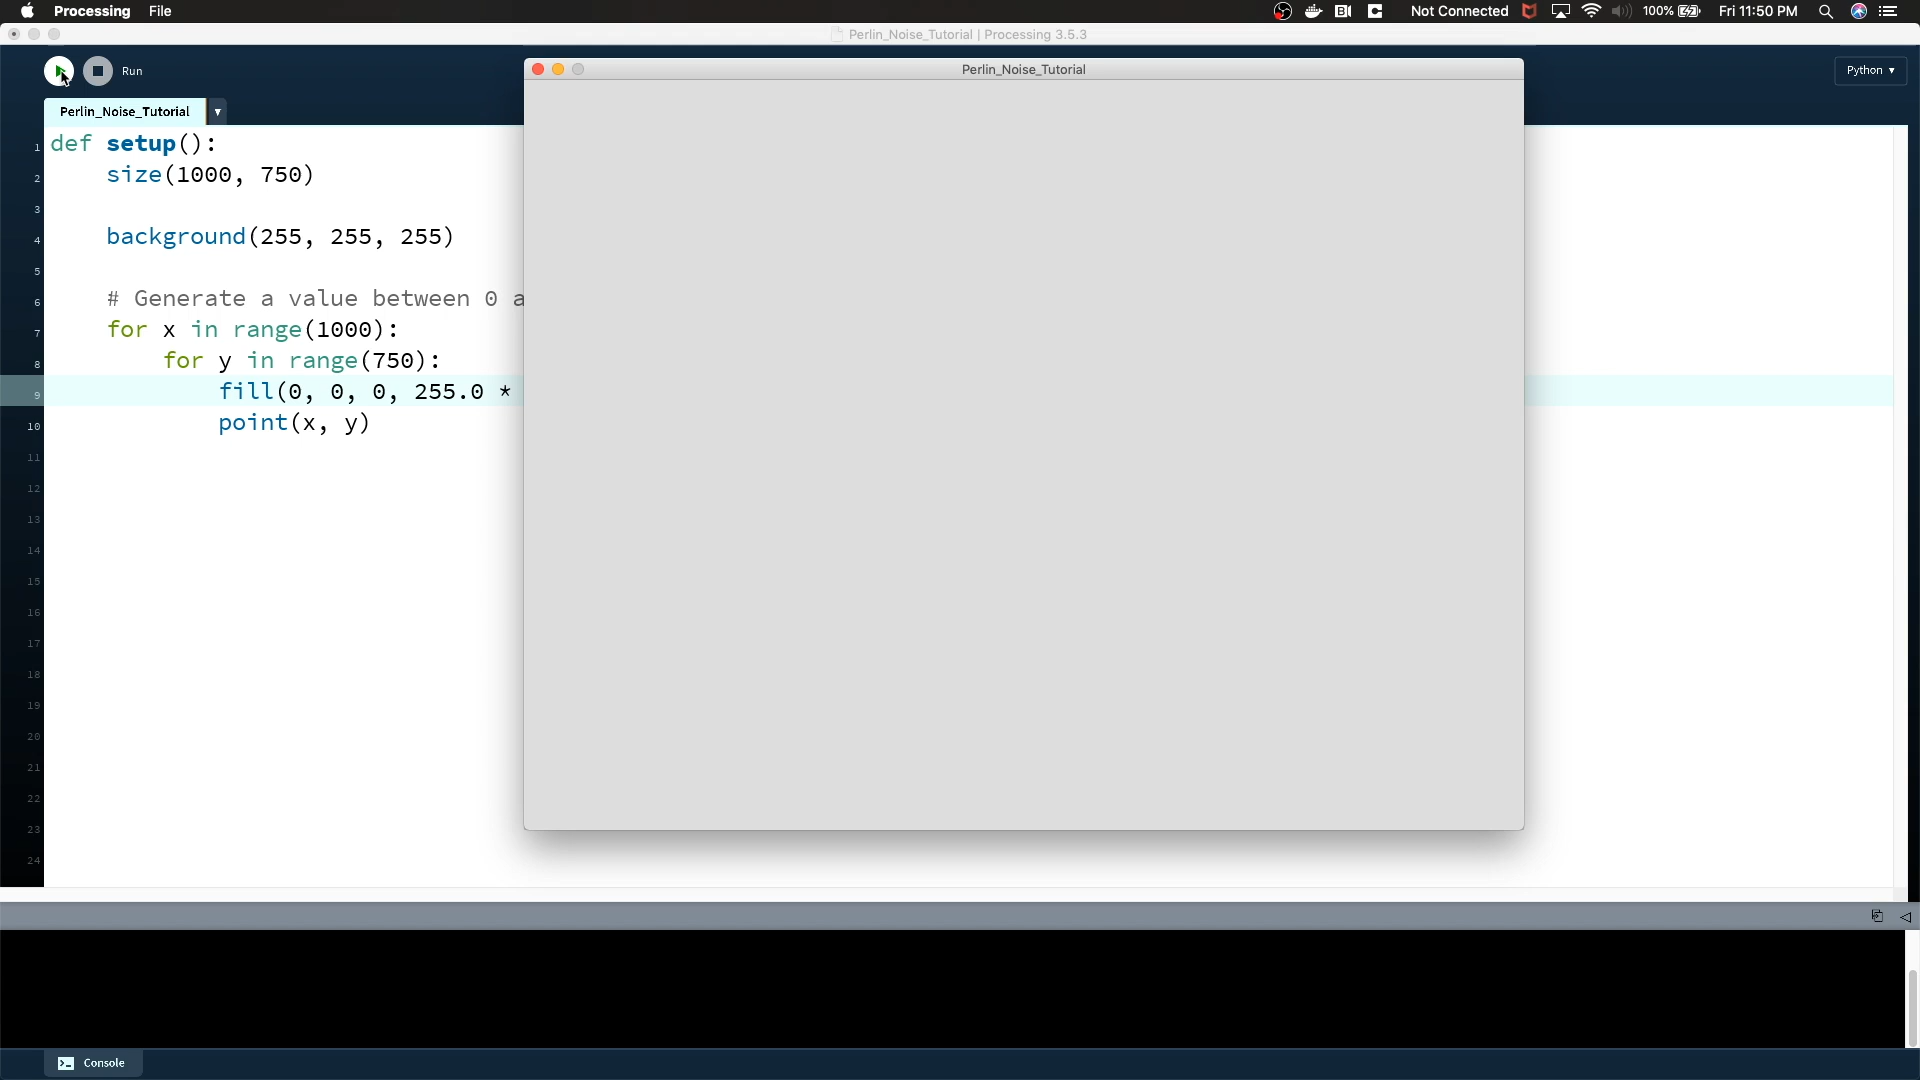 Processing File
Not Connected 100% Fri 11:50 PM
Perlin_Noise_Tutorial | Processing 3.5.3
Run
Python
Perlin_Noise_Tutorial
Perlin_Noise_Tutorial
1 def setup():
2 size(1000, 750)
3
4 background(255, 255, 255)
5
6 # Generate a value between 0 a
7 for x in range(1000):
8 for y in range(750):
9 fill(0, 0, 0, 255.0 *
10 point(x, y)
11
12
13
14
15
16
17
18
19
20
21
22
23
24
Console